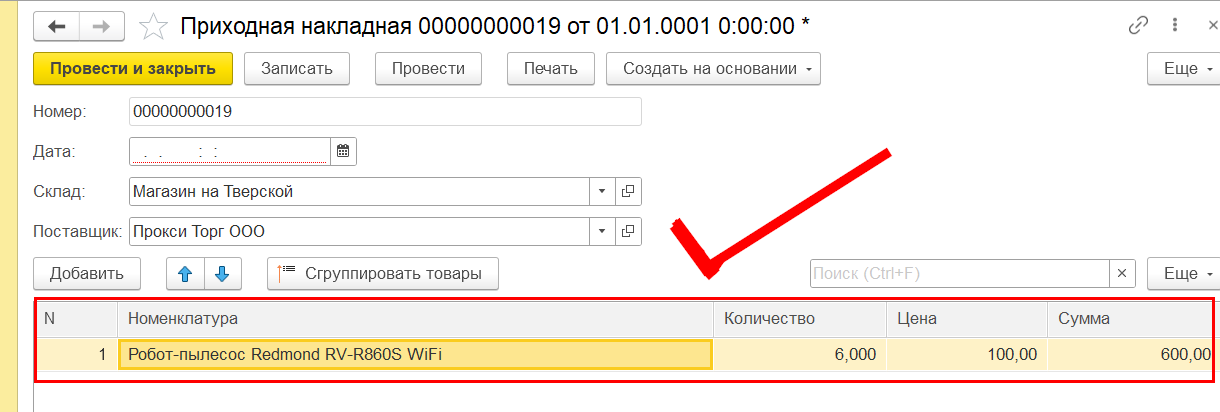 Приходная накладная 00000000019 от 01.01.0001 0:00:00 *
Провести и закрыть Записать Провести Печать Создать на основании Еще
Номер: 00000000019
Дата: . . : :
Склад: Магазин на Тверской
Поставщик: Прокси Торг ООО
Добавить Сгруппировать товары Поиск (Ctrl+F) × Еще
N Номенклатура Количество Цена Сумма
1 Робот-пылесос Redmond RV-R860S WiFi 6,000 100,00 600,00